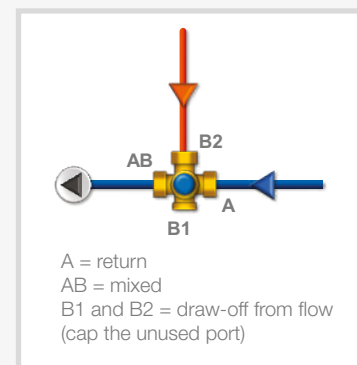 B2
AB
A
B1
A = return
AB = mixed
B1 and B2 = draw-off from flow
(cap the unused port)